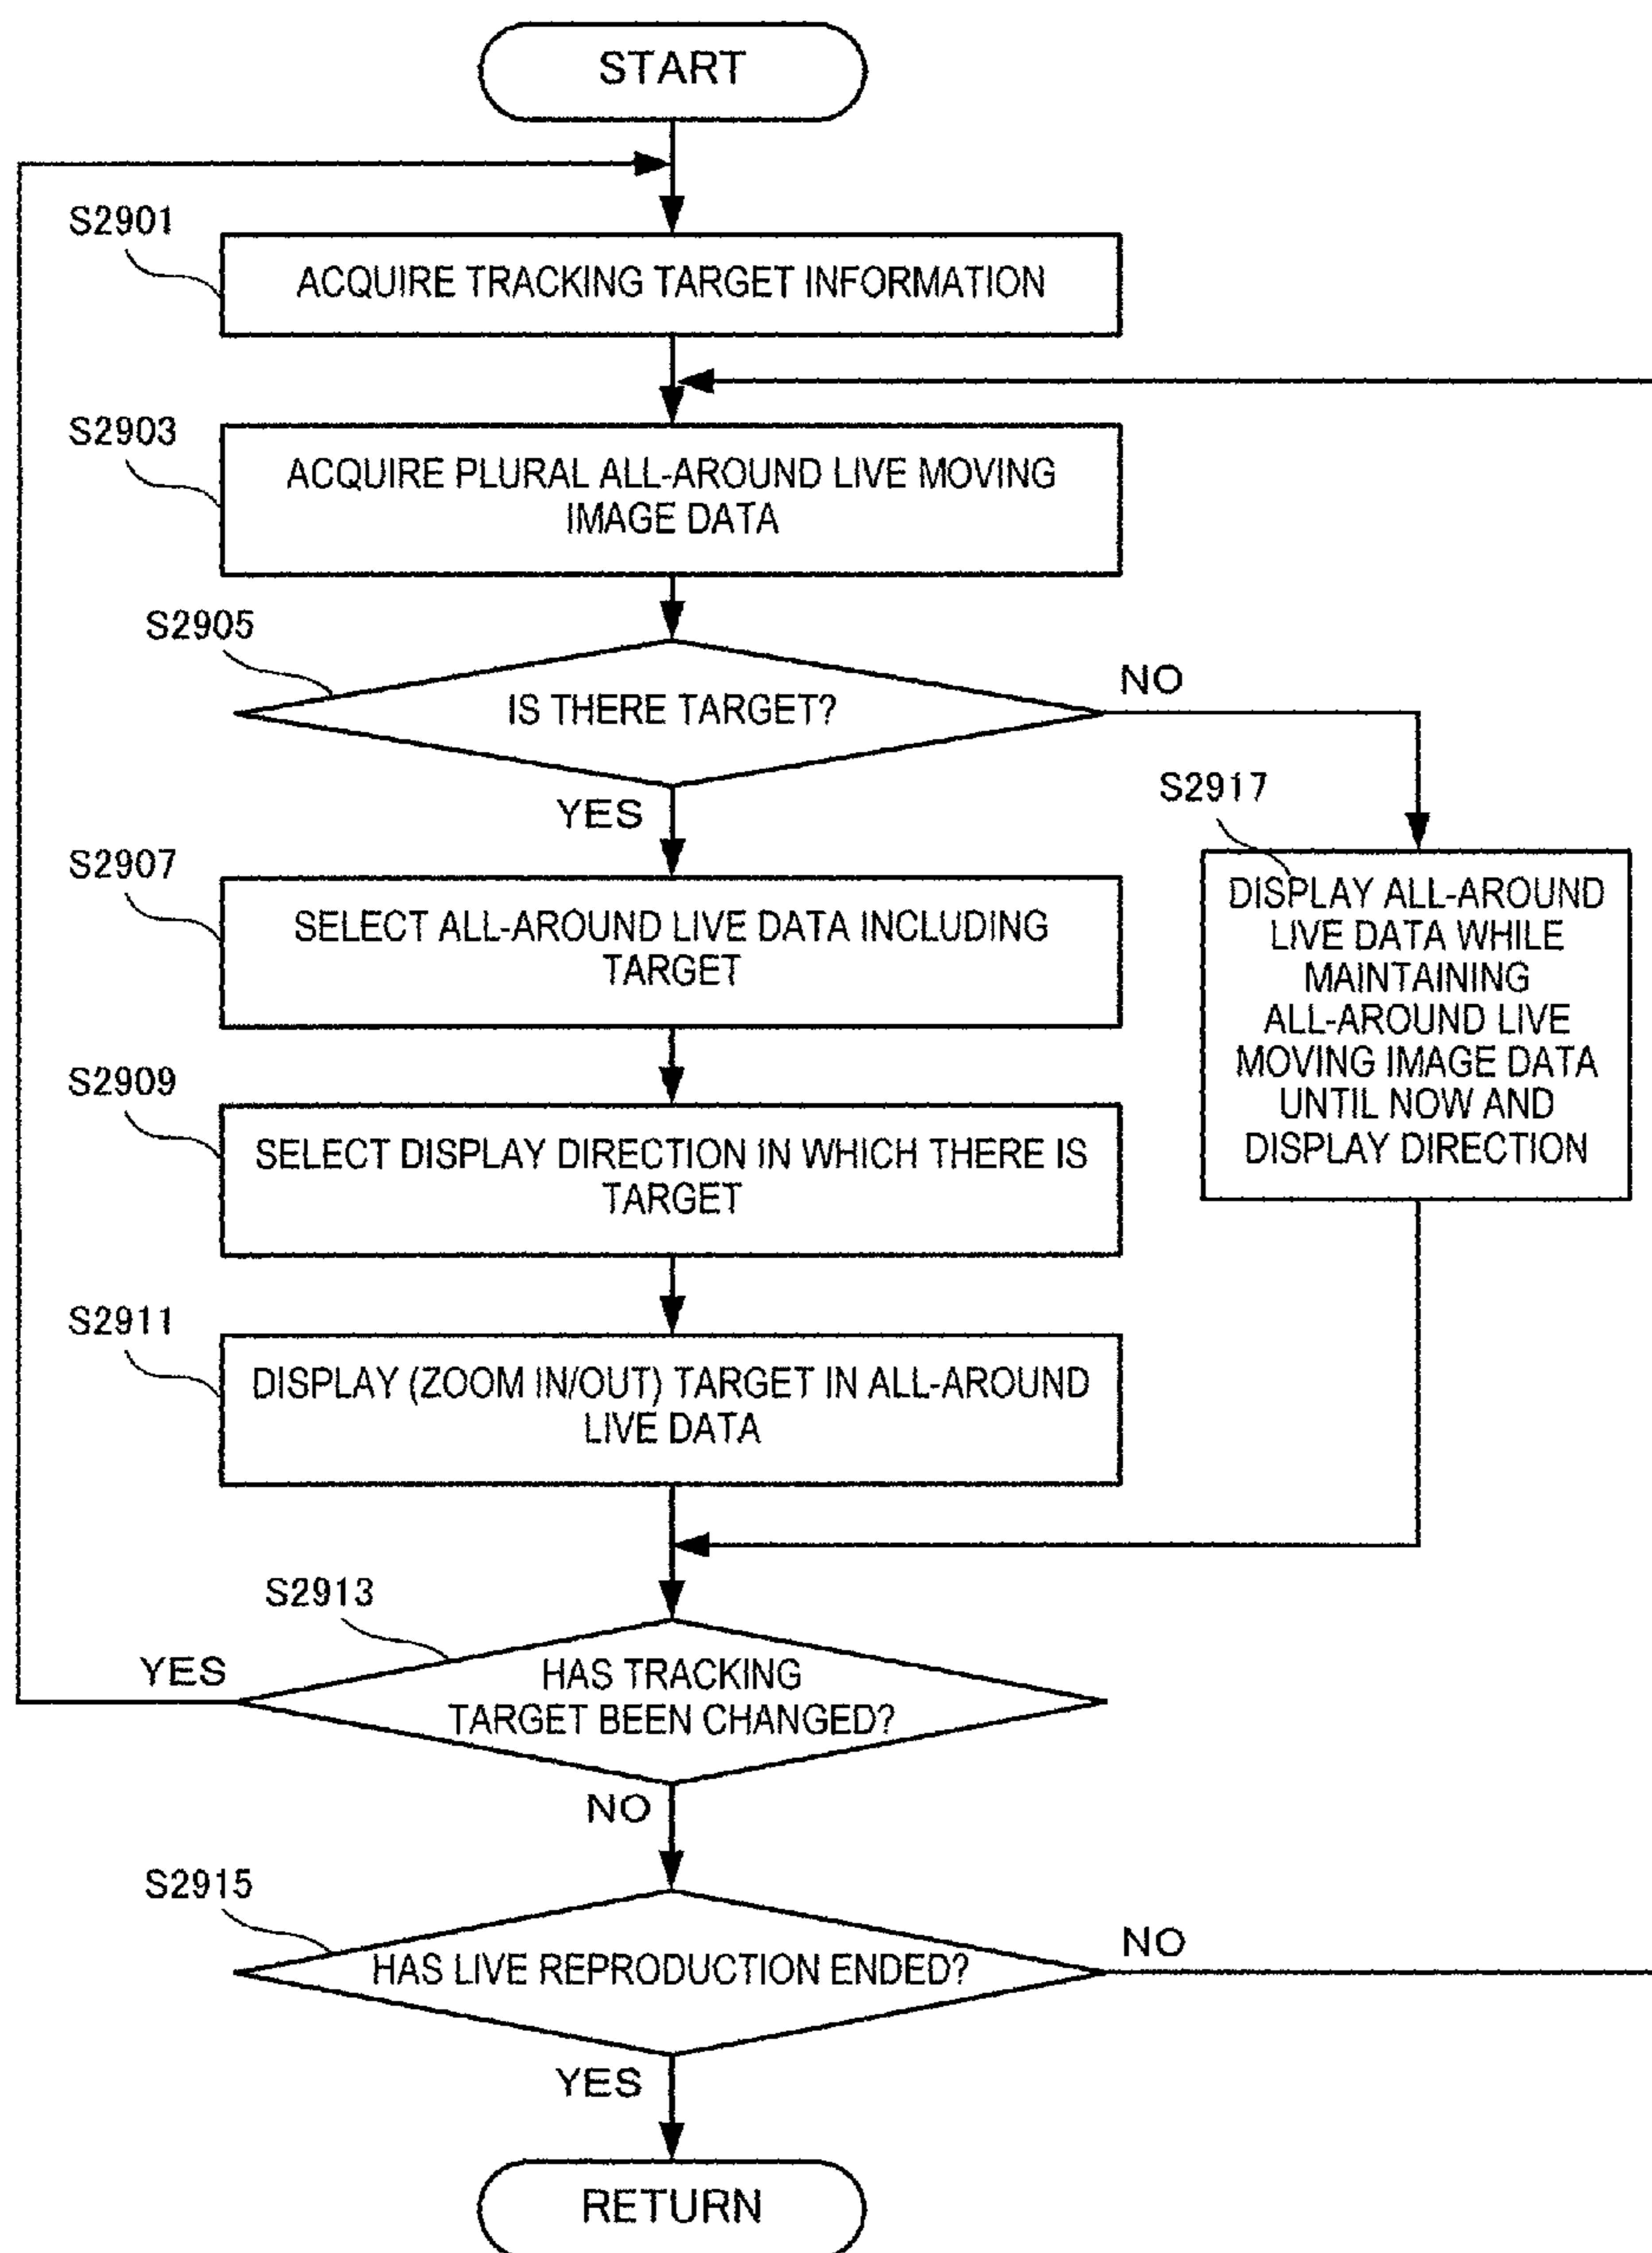 START
S2901
ACQUIRE TRACKING TARGET INFORMATION
S2903
ACQUIRE PLURAL ALL-AROUND LIVE MOVING
IMAGE DATA
S2905
IS THERE TARGET?
NO
YES
S2917
DISPLAY ALL-AROUND
LIVE DATA WHILE
MAINTAINING
ALL-AROUND LIVE
MOVING IMAGE DATA
UNTIL NOW AND
DISPLAY DIRECTION
S2907
SELECT ALL-AROUND LIVE DATA INCLUDING
TARGET
S2909
SELECT DISPLAY DIRECTION IN WHICH THERE IS
TARGET
S2911
DISPLAY (ZOOM IN/OUT) TARGET IN ALL-AROUND
LIVE DATA
S2913
YES
HAS TRACKING
TARGET BEEN CHANGED?
NO
S2915
HAS LIVE REPRODUCTION ENDED?
NO
YES
RETURN